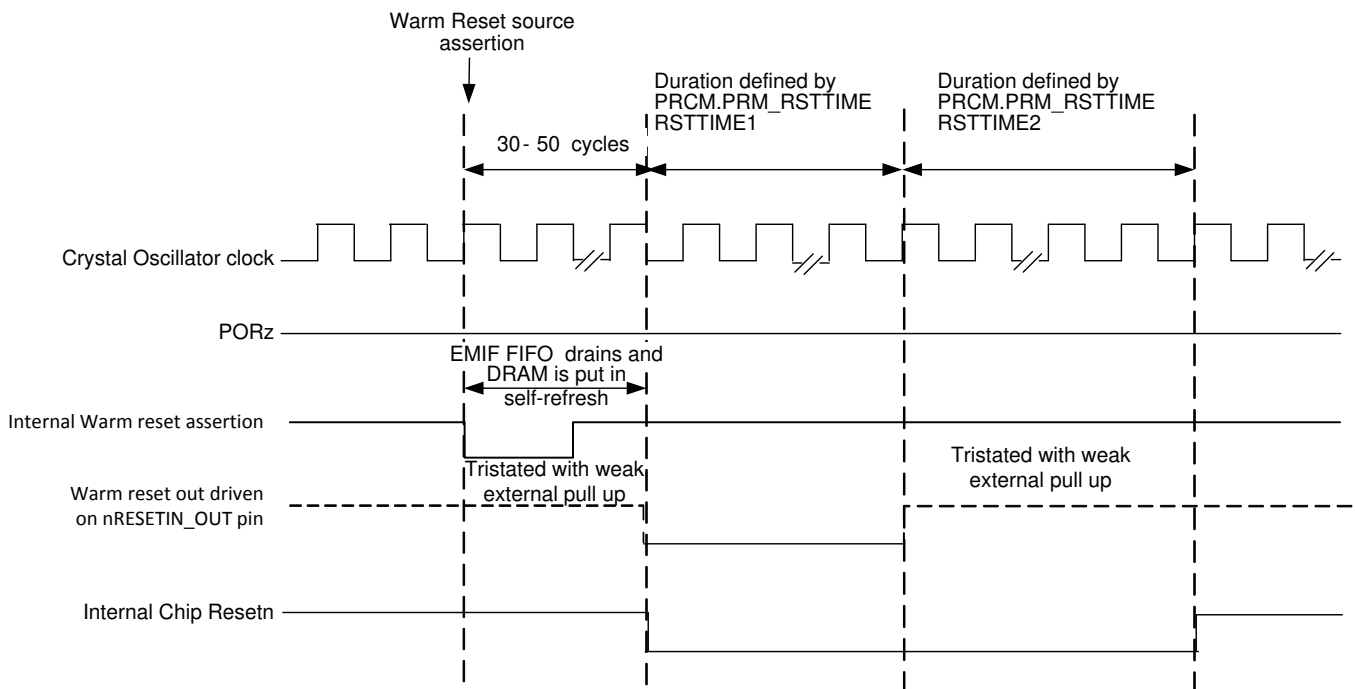 Warm Reset source
assertion
Duration defined by
PRCM.PRM_RSTTIME
RSTTIME1
Duration defined by
PRCM.PRM_RSTTIME
RSTTIME2
30- 50 cycles
Crystal Oscillator clock
PORz
EMIF FIFO drains and
DRAM is put in
self-refresh
Internal Warm reset assertion
Tristated with weak
external pull up
Tristated with weak
external pull up
Warm reset out driven
on nRESETIN_OUT pin
Internal Chip Resetn